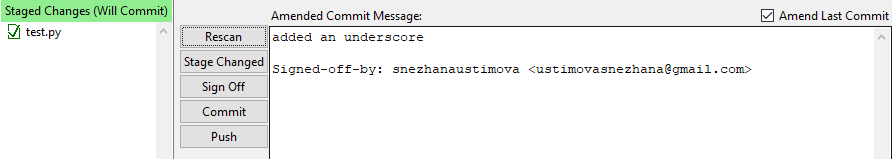 Staged Changes (Will Commit)
test.py
Rescan
Stage Changed
Sign Off
Commit
Push
Amended Commit Message:
Amend Last Commit
added an underscore
Signed-off-by: snezhanaustimova <ustimovasnezhana@gmail.com>